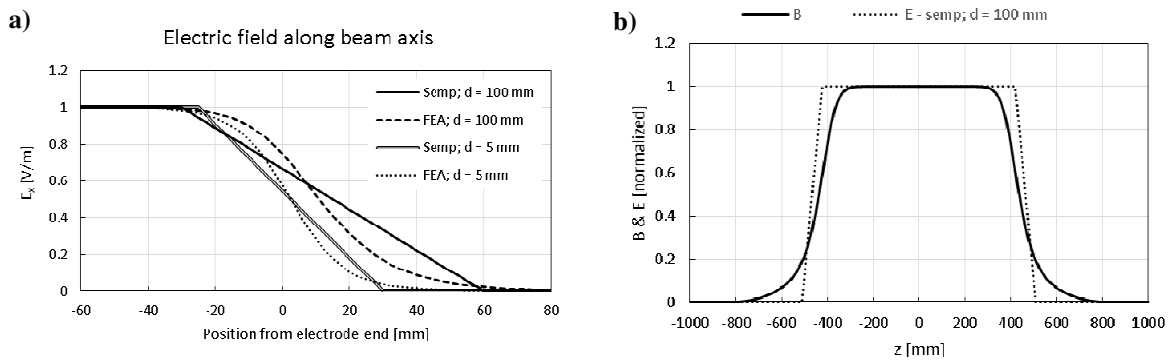 a)
Electric field along beam axis
Ex [V/m]
1.2
1
0.8
0.6
0.4
0.2
0
-60
-40
-20
0
20
40
60
80
Position from electrode end [mm]
Semp; d = 100 mm
FEA; d = 100 mm
Semp; d = 5 mm
FEA; d = 5 mm
b)
B
E - semp; d = 100 mm
B & E [normalized]
1.2
1
0.8
0.6
0.4
0.2
0
-1000
-800
-600
-400
-200
0
200
400
600
800
1000
z [mm]